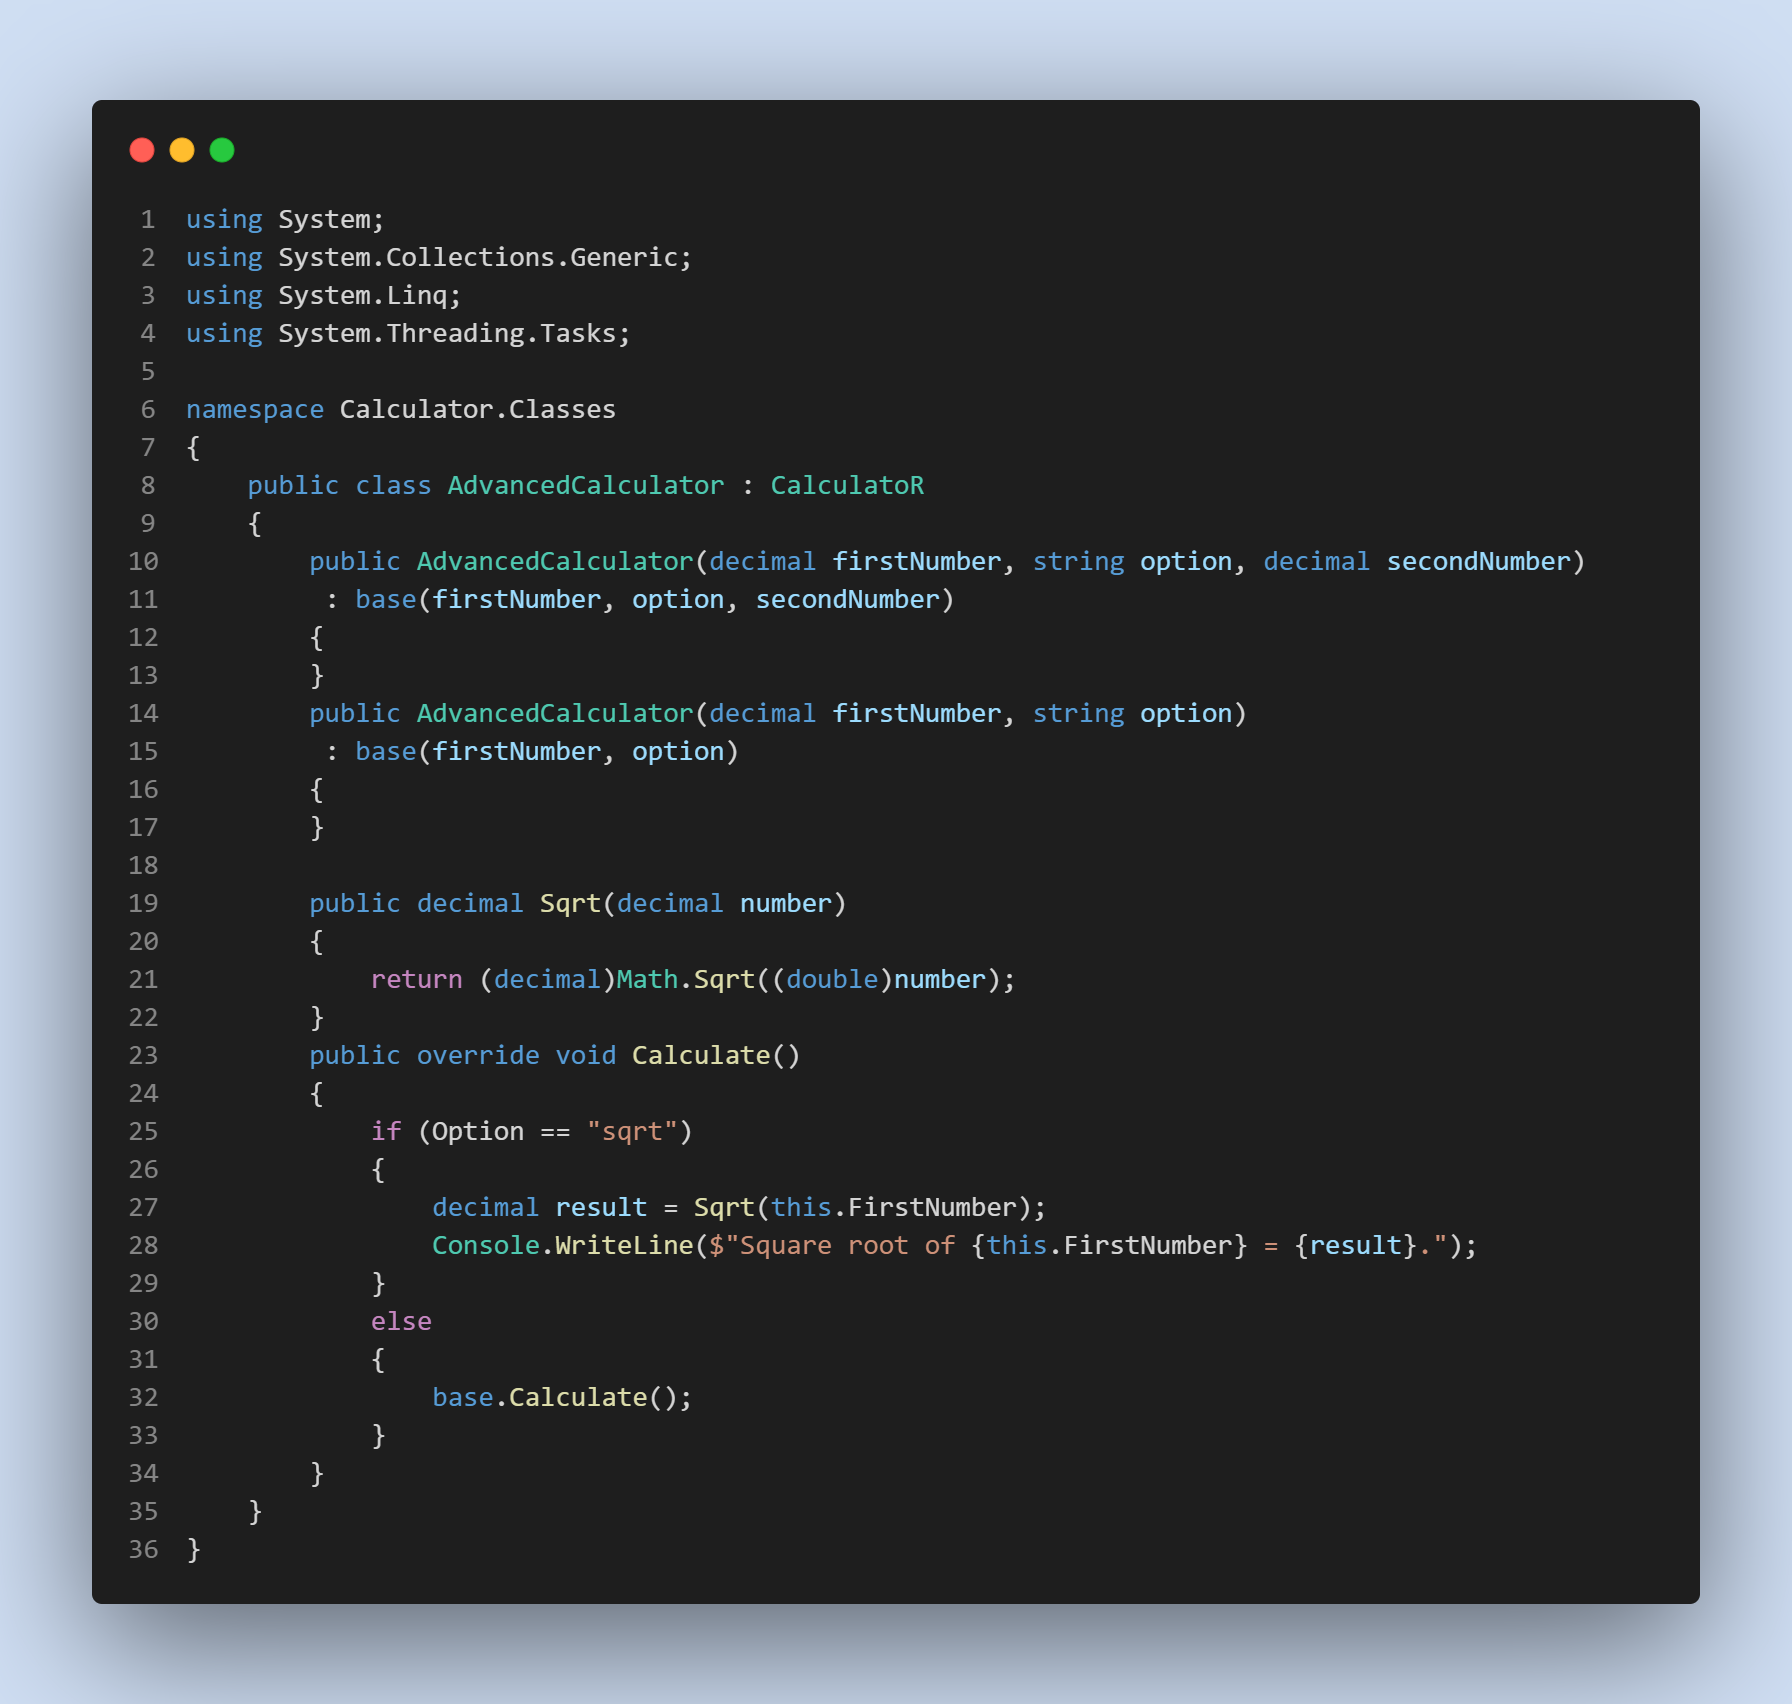 1 using System;
2 using System.Collections.Generic;
3 using System.Linq;
4 using System.Threading.Tasks;
5
6 namespace Calculator.Classes
7 {
8     public class AdvancedCalculator : CalculatoR
9     {
10         public AdvancedCalculator(decimal firstNumber, string option, decimal secondNumber)
11          : base(firstNumber, option, secondNumber)
12         {
13         }
14         public AdvancedCalculator(decimal firstNumber, string option)
15          : base(firstNumber, option)
16         {
17         }
18
19         public decimal Sqrt(decimal number)
20         {
21             return (decimal)Math.Sqrt((double)number);
22         }
23         public override void Calculate()
24         {
25             if (Option == "sqrt")
26             {
27                 decimal result = Sqrt(this.FirstNumber);
28                 Console.WriteLine($"Square root of {this.FirstNumber} = {result}.");
29             }
30             else
31             {
32                 base.Calculate();
33             }
34         }
35     }
36 }